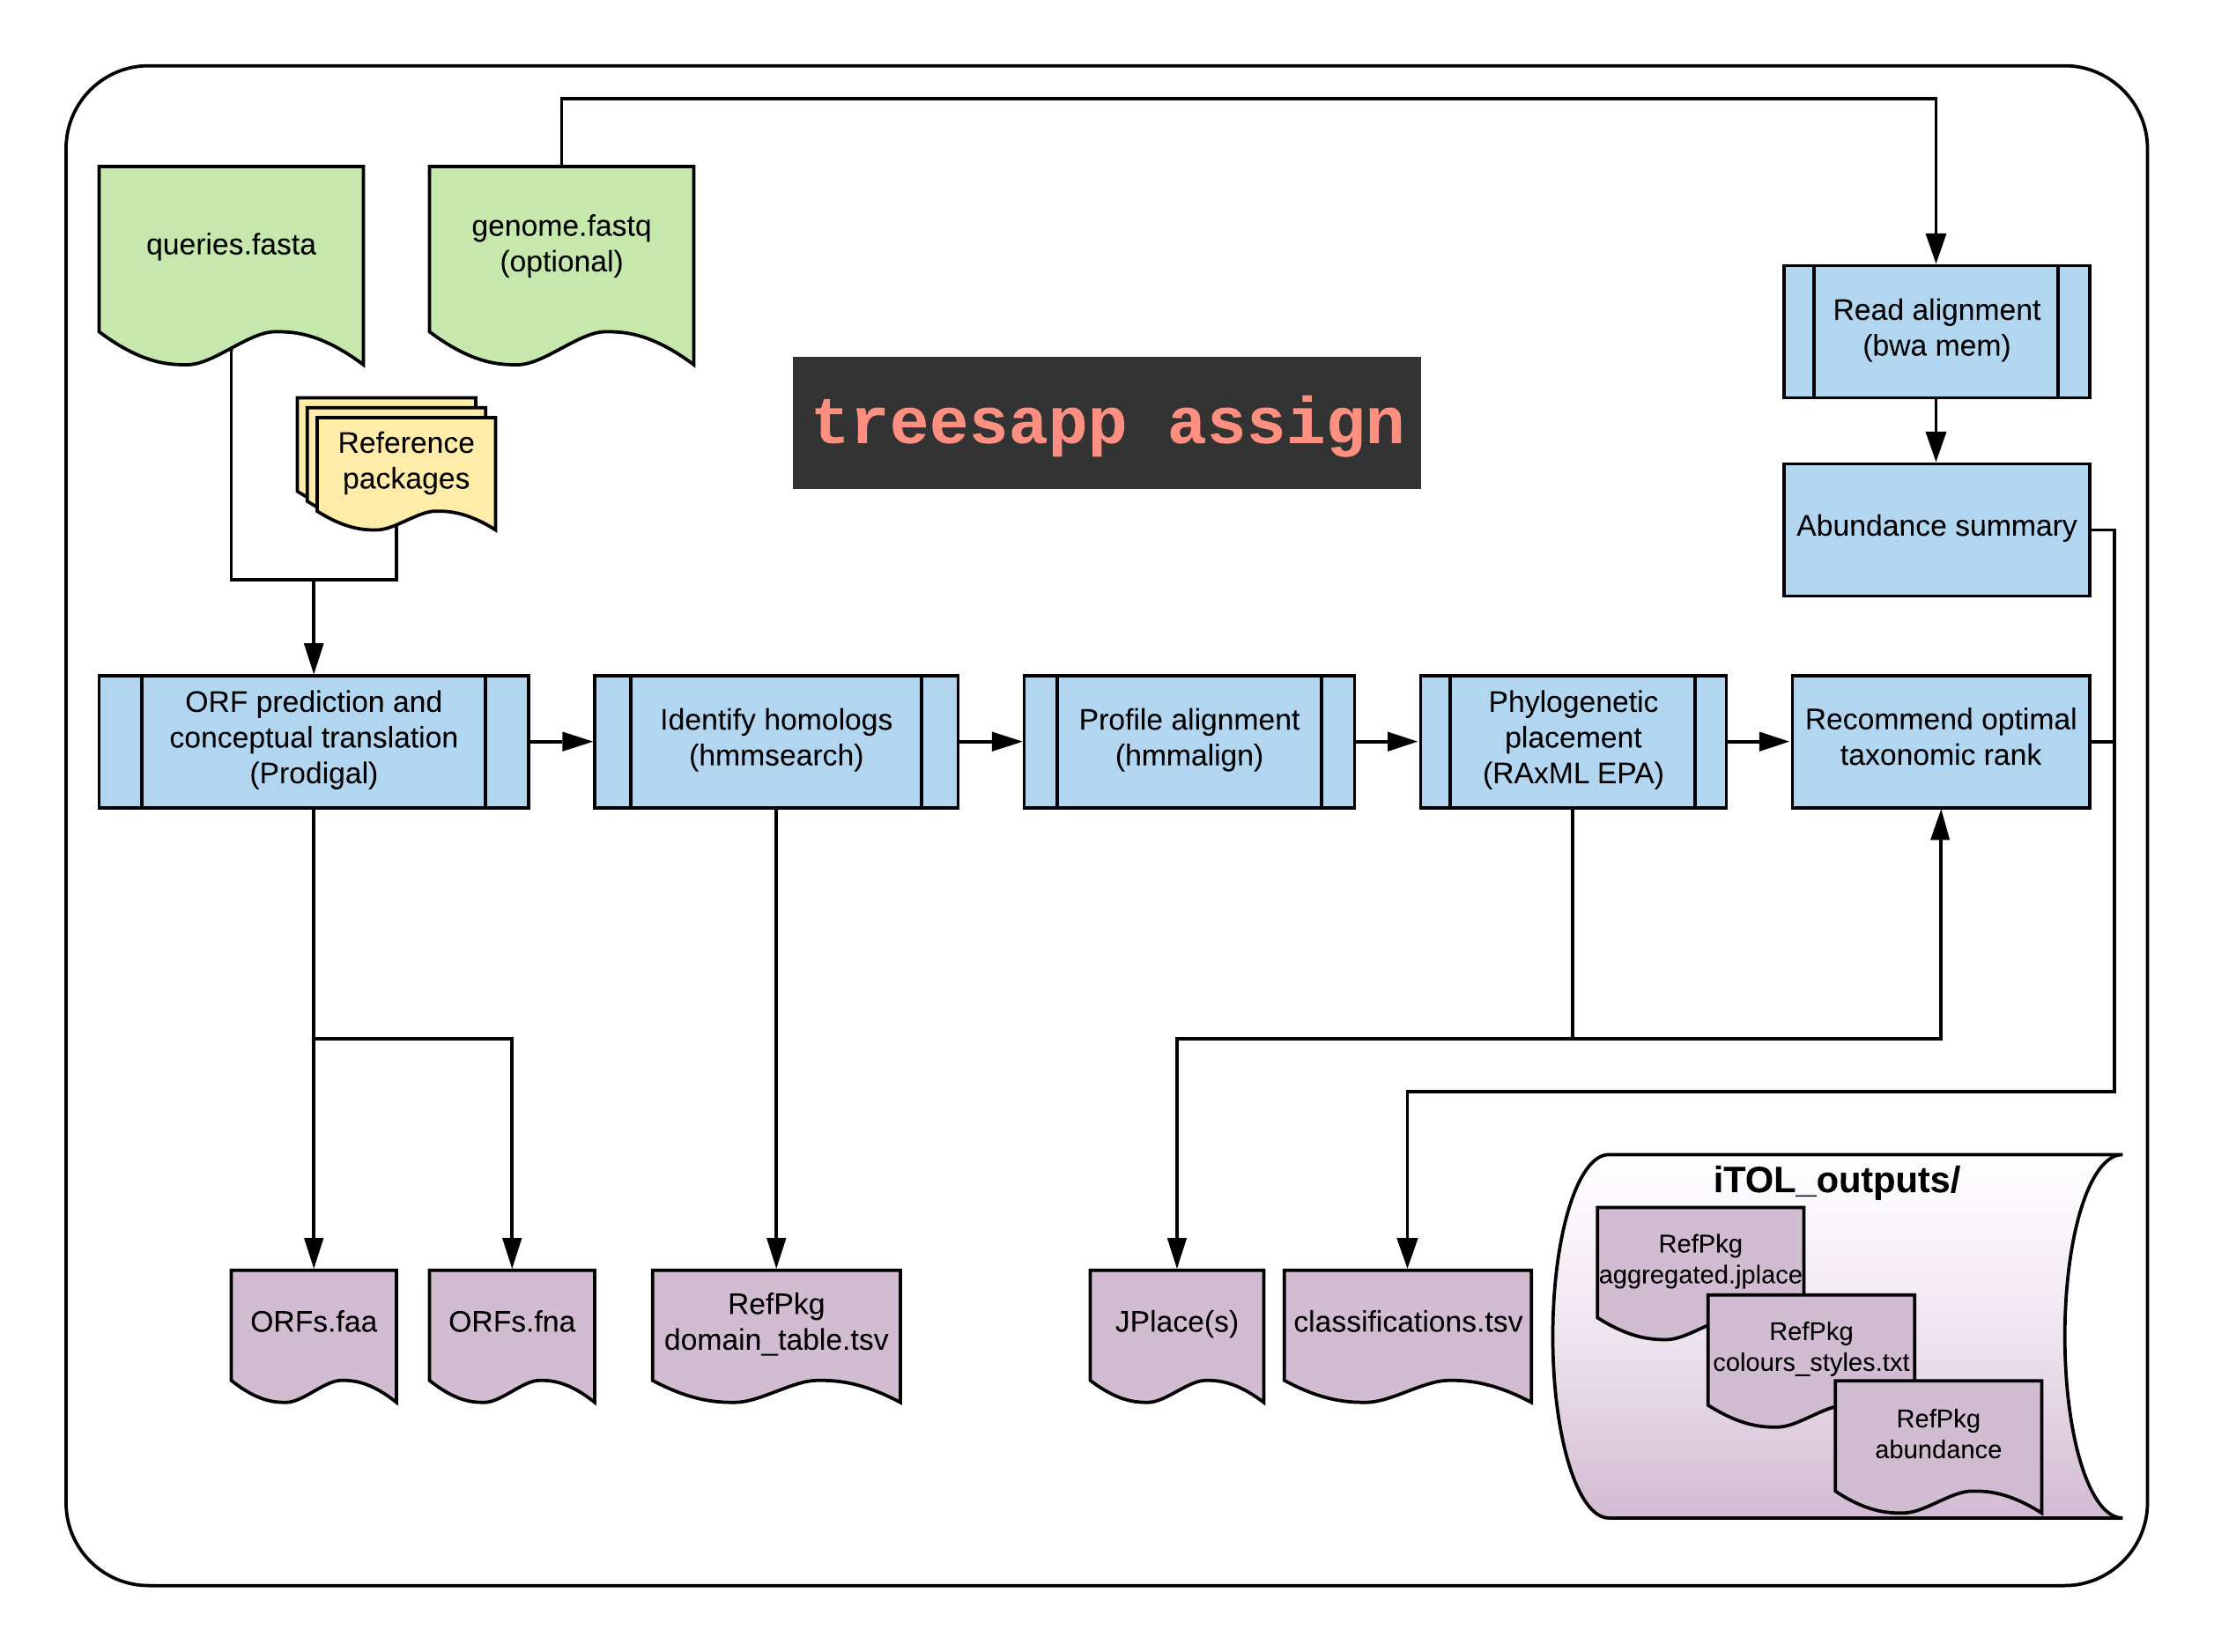 queries.fasta
genome.fastq
(optional)
Read alignment
(bwa mem)
treesapp assign
Reference
packages
Abundance summary
ORF prediction and
conceptual translation
(Prodigal)
Identify homologs
(hmmsearch)
Profile alignment
(hmmalign)
Phylogenetic
placement
(RAxML EPA)
Recommend optimal
taxonomic rank
ORFs.faa
ORFs.fna
RefPkg
domain_table.tsv
JPlace(s)
classifications.tsv
iTOL_outputs/
RefPkg
aggregated.jplace
RefPkg
colours_styles.txt
RefPkg
abundance